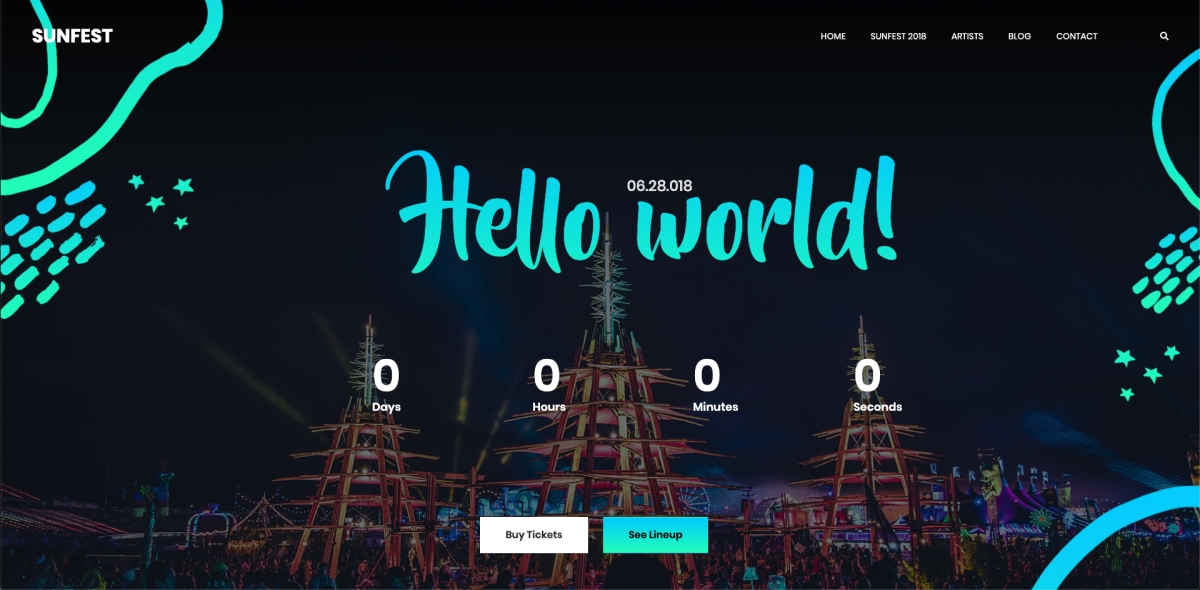 SUNFEST
HOME SUNFEST 2018 ARTISTS BLOG CONTACT
06.28.018
Hello world!
0 0 0 0
Days Hours Minutes Seconds
Buy Tickets See Lineup